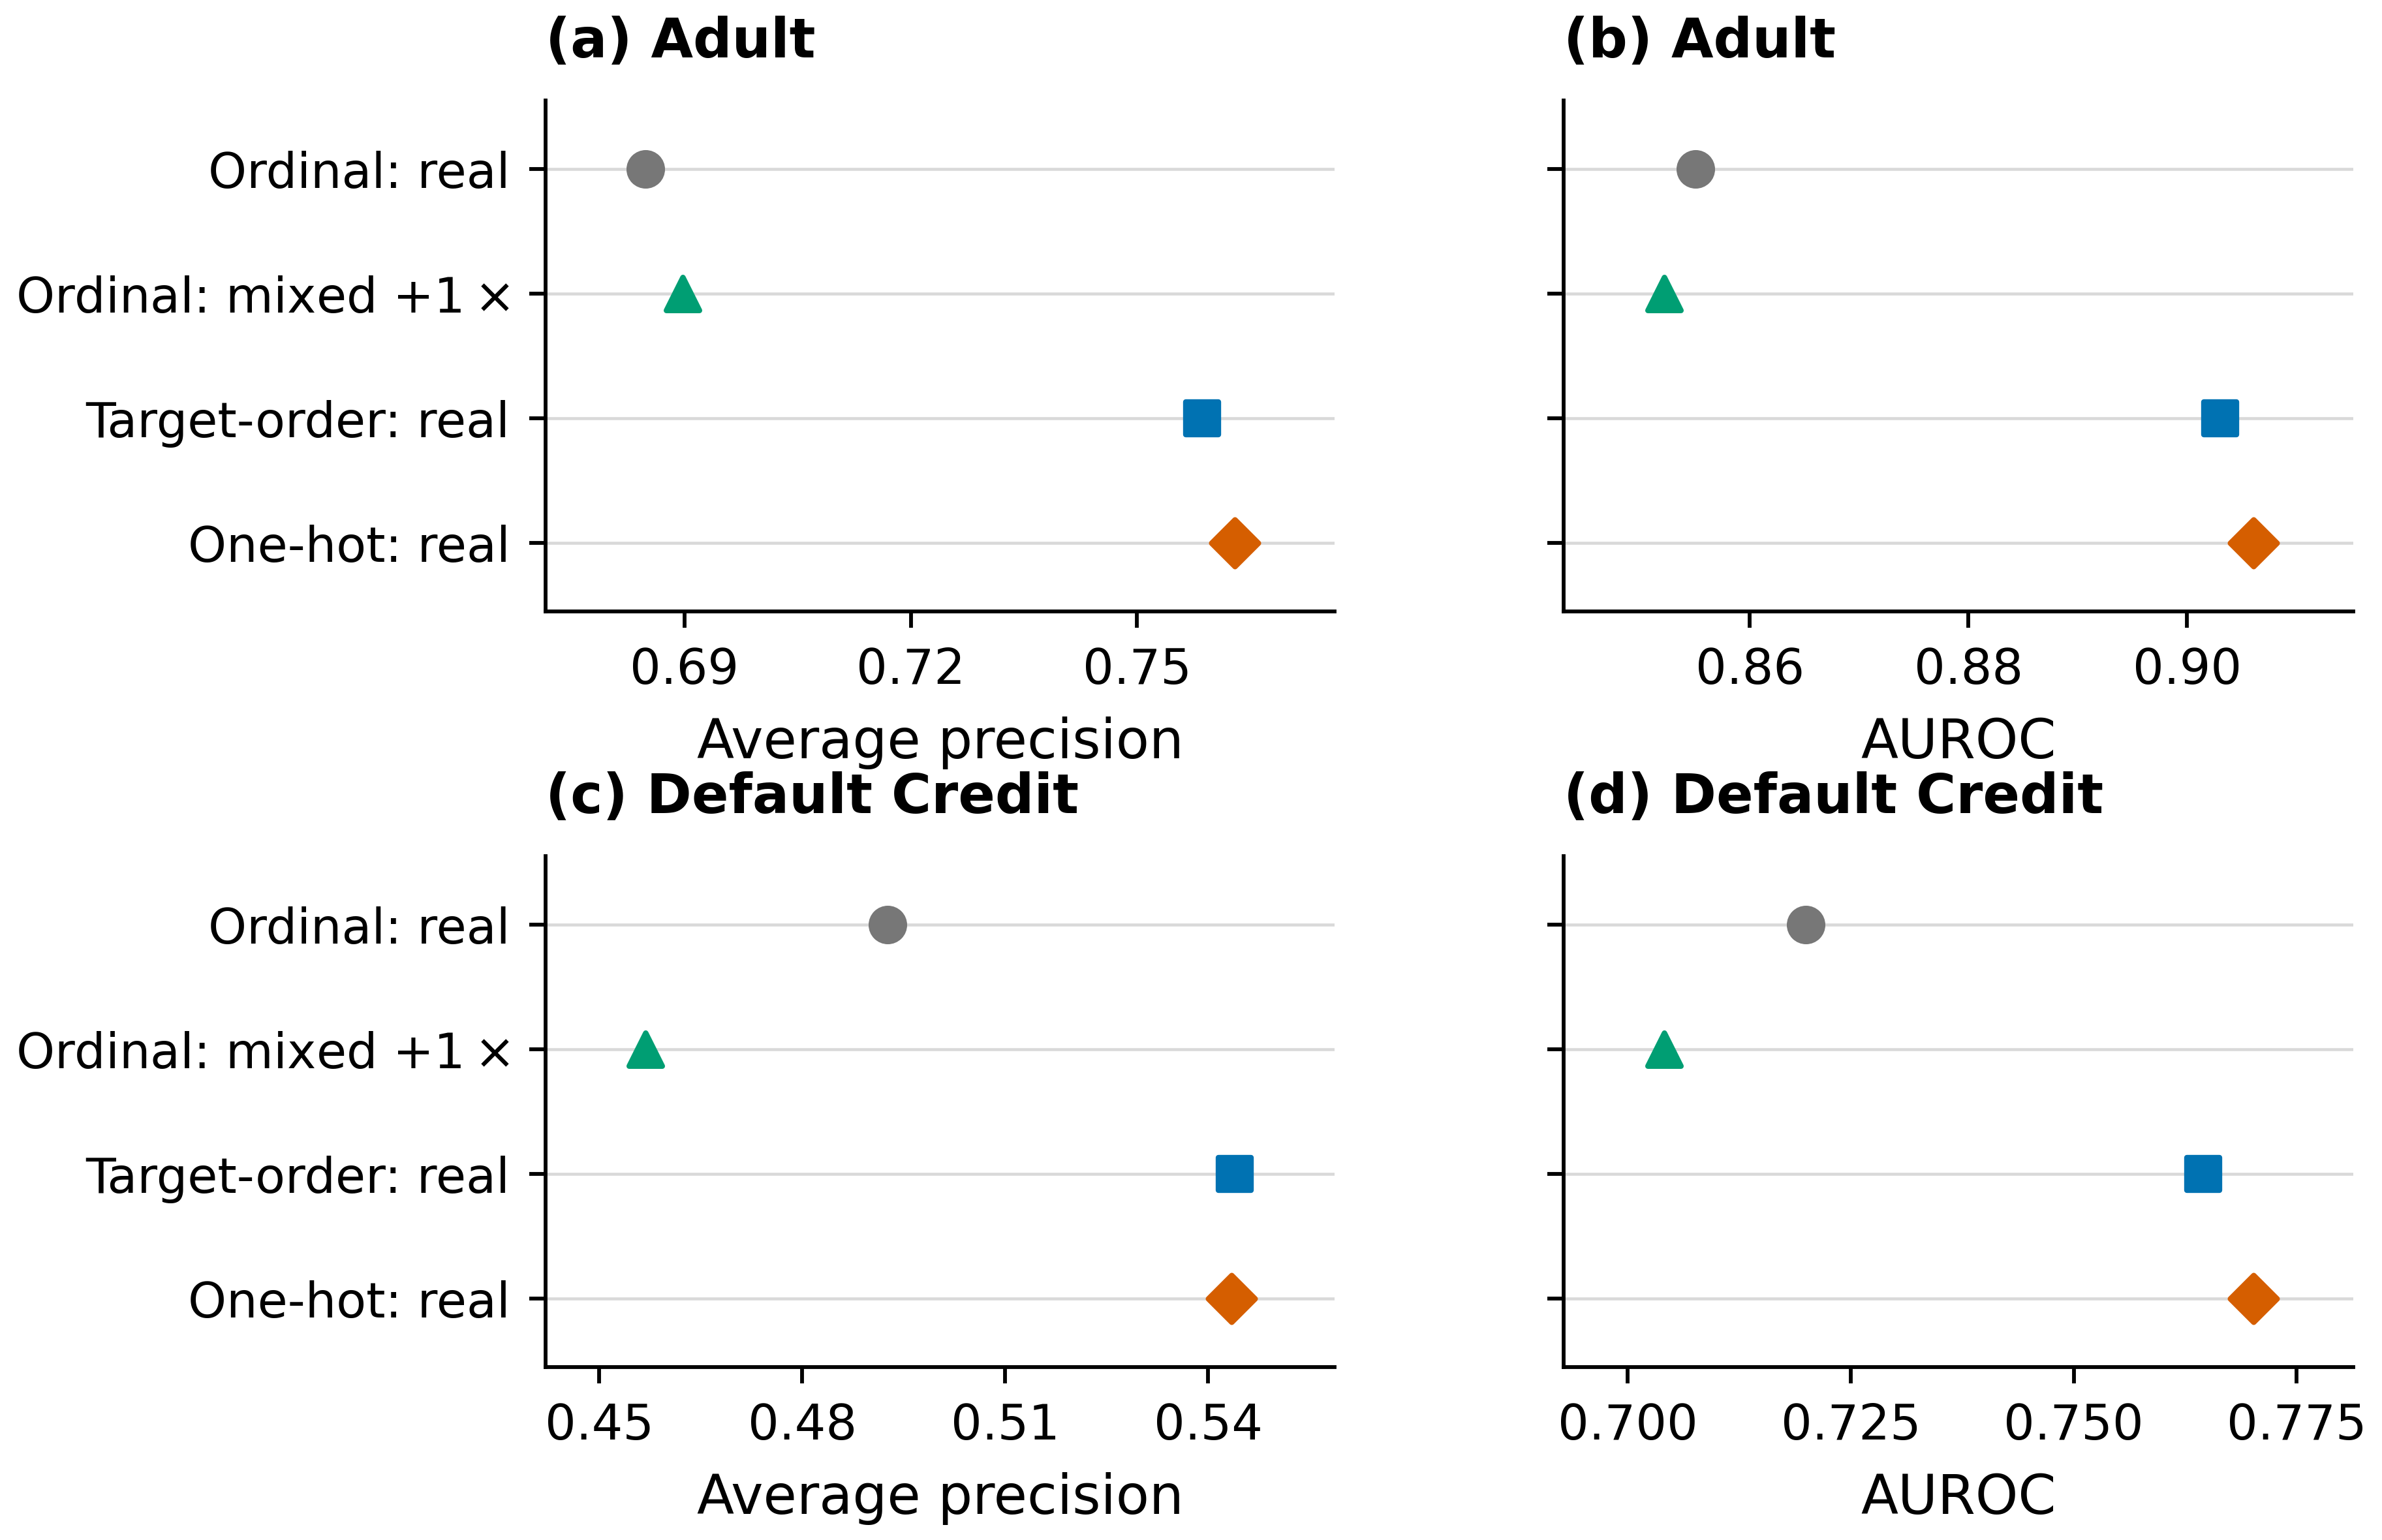 (a) Adult
Ordinal: real
Ordinal: mixed +1 ×
Target-order: real
One-hot: real
0.69 0.72 0.75
Average precision
(b) Adult
0.86 0.88 0.90
AUROC
(c) Default Credit
Ordinal: real
Ordinal: mixed +1 ×
Target-order: real
One-hot: real
0.45 0.48 0.51 0.54
Average precision
(d) Default Credit
0.700 0.725 0.750 0.775
AUROC